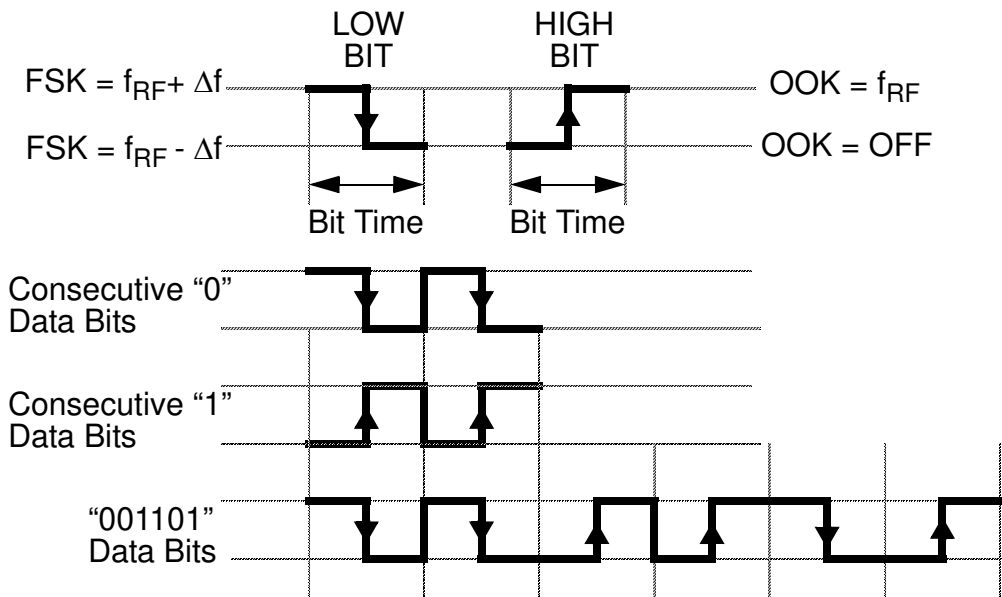 LOW
BIT
HIGH
BIT
FSK = fRF+ Δf
OOK = fRF
FSK = fRF - Δf
OOK = OFF
Bit Time
Bit Time
Consecutive “0”
Data Bits
Consecutive “1”
Data Bits
“001101”
Data Bits